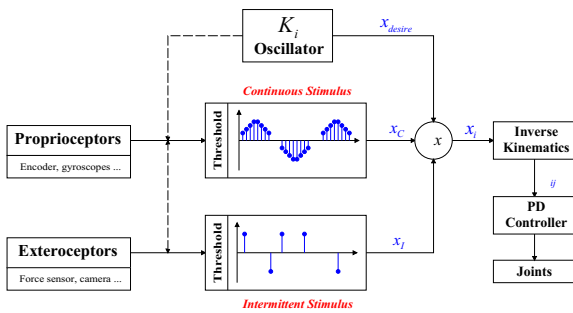 K_i
Oscillator
x_desire
Continuous Stimulus
Threshold
Proprioceptors
Encoder, gyroscopes ...
x_C
x
x_i
Inverse
Kinematics
ij
PD
Controller
Joints
Exteroceptors
Force sensor, camera ...
Threshold
x_I
Intermittent Stimulus